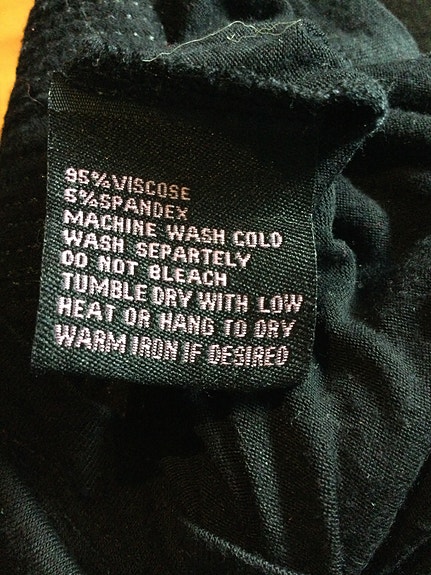 95%VISCOSE
5%SPANDEX
MACHINE WASH COLD
WASH SEPARTELY
DO NOT BLEACH
TUMBLE DRY WITH LOW
HEAT OR HANG TO DRY
WARM IRON IF DESIRED